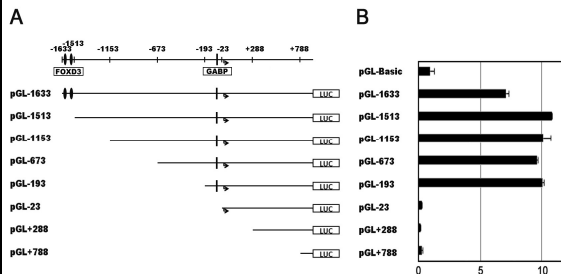 A
B
-1513
-1633
-1153
-673
-193
-23
+288
+788
FOXD3
GABP
pGL-1633
LUC
pGL-1513
LUC
pGL-1153
LUC
pGL-673
LUC
pGL-193
LUC
pGL-23
LUC
pGL+288
LUC
pGL+788
LUC
pGL-Basic
pGL-1633
pGL-1513
pGL-1153
pGL-673
pGL-193
pGL-23
pGL+288
pGL+788
0
5
10